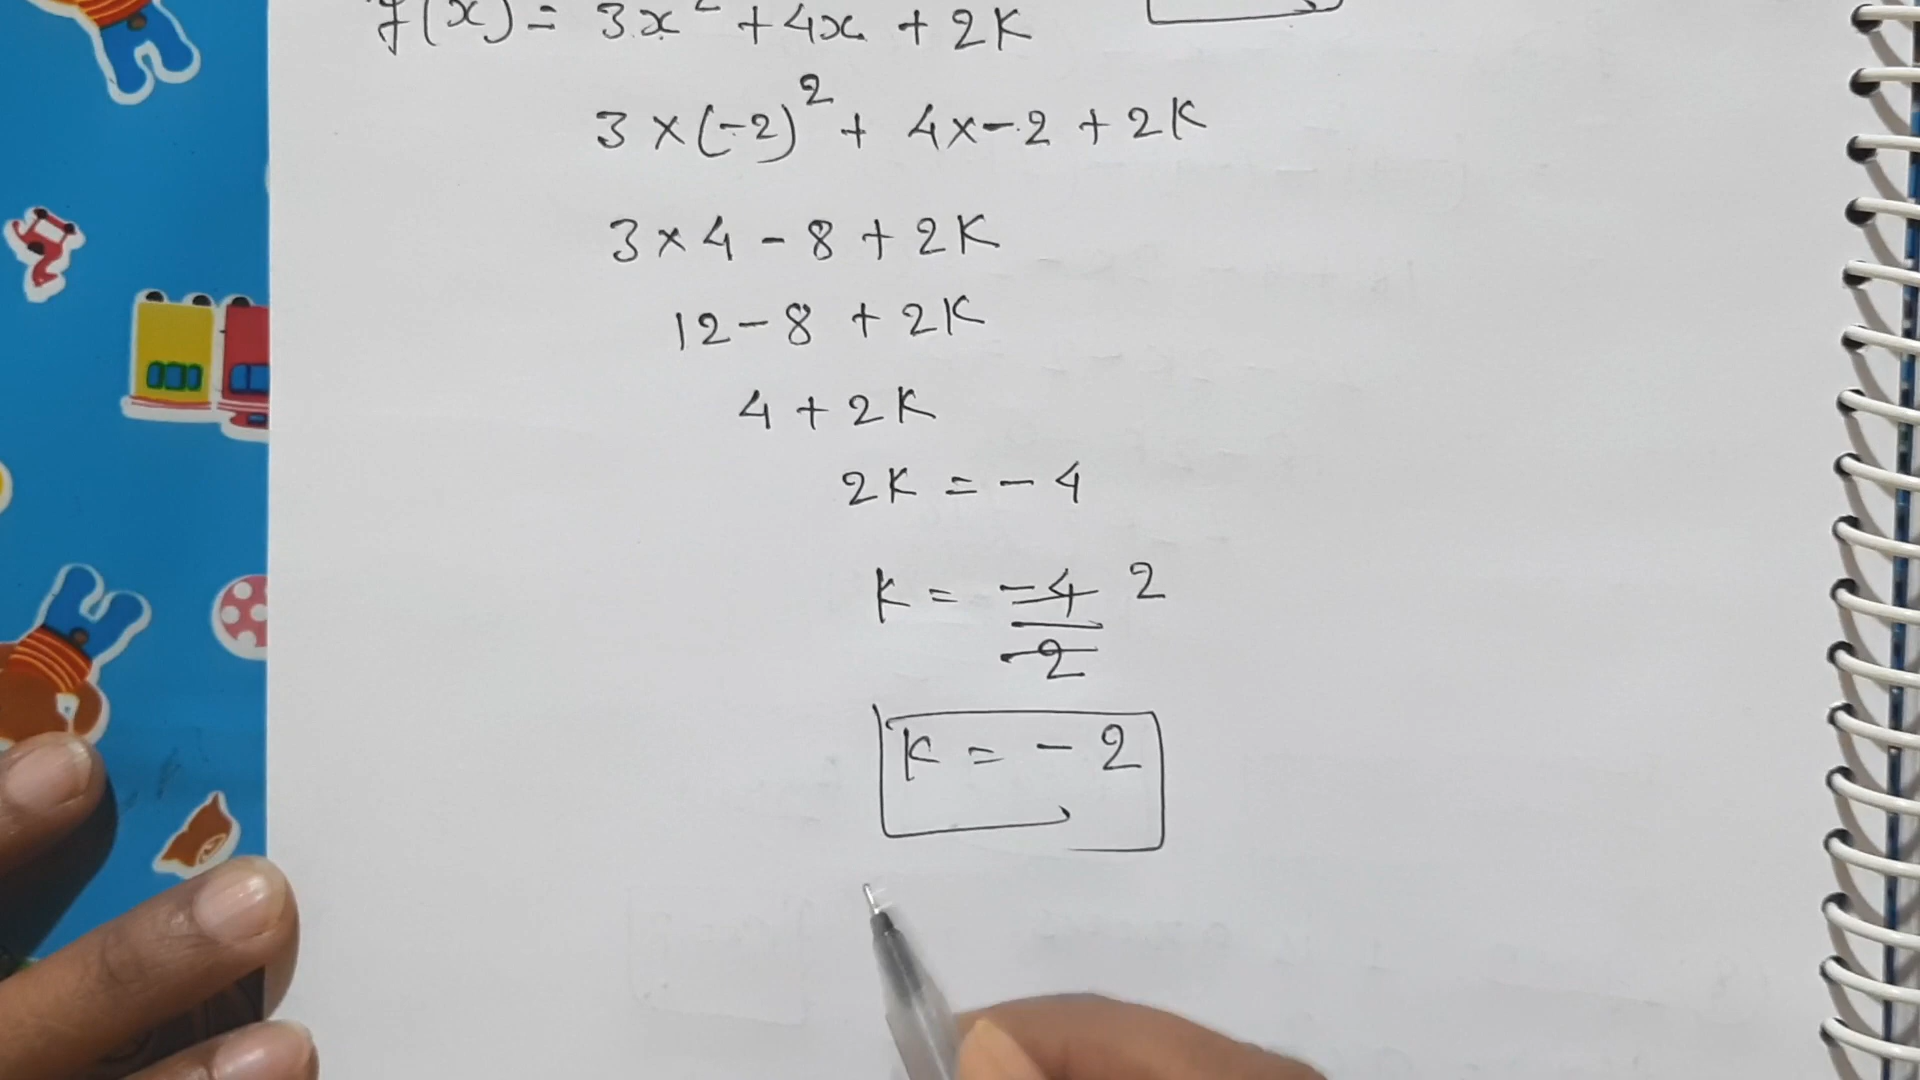 f(x) = 3x² + 4x + 2K
3 × (-2)² + 4x-2 + 2K
3 × 4 - 8 + 2K
12 - 8 + 2K
4 + 2K
2K = - 4
K = -4/2 2
K = - 2